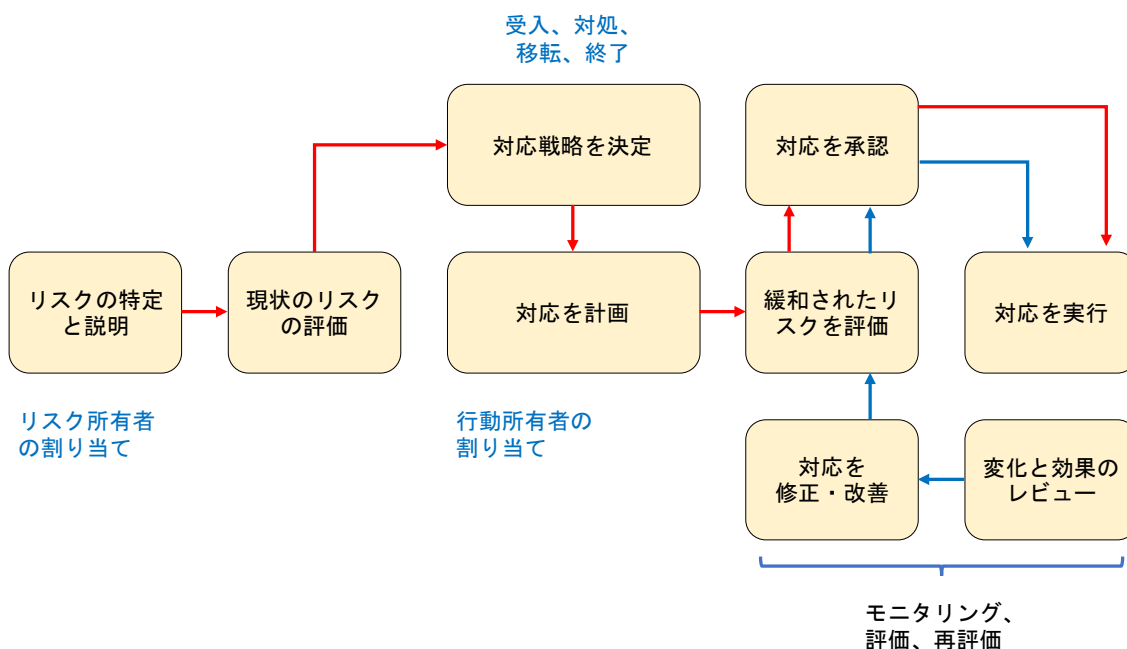 受入、対処、
移転、終了
対応戦略を決定
対応を承認
リスクの特定
と説明
現状のリスク
の評価
対応を計画
緩和されたリ
スクを評価
対応を実行
リスク所有者
の割り当て
行動所有者の
割り当て
対応を
修正・改善
変化と効果の
レビュー
モニタリング、
評価、再評価